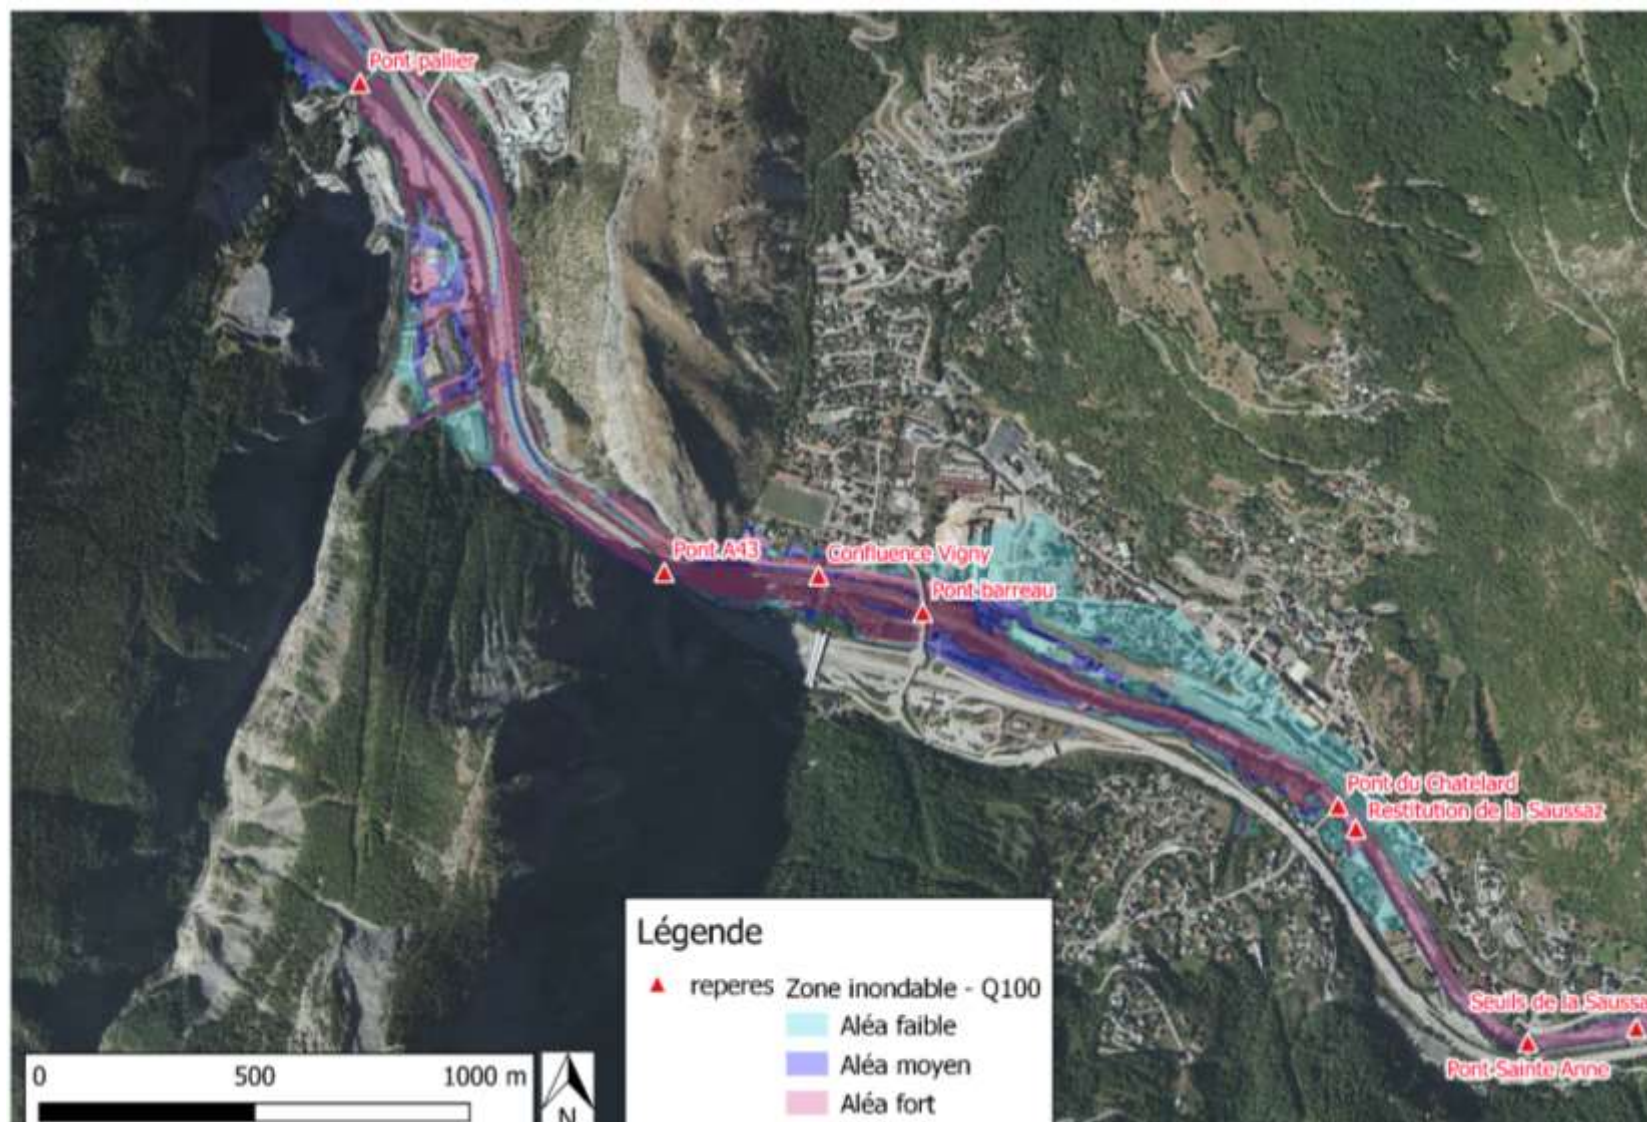 Pont pallier
Pont A43
Confluence Vigny
Pont barreau
Pont du Chatelard
Restitution de la Saussaz
Seuils de la Saussa
Pont Sainte Anne
Légende
reperes
Zone inondable - Q100
Aléa faible
Aléa moyen
Aléa fort
0 500 1000 m
N